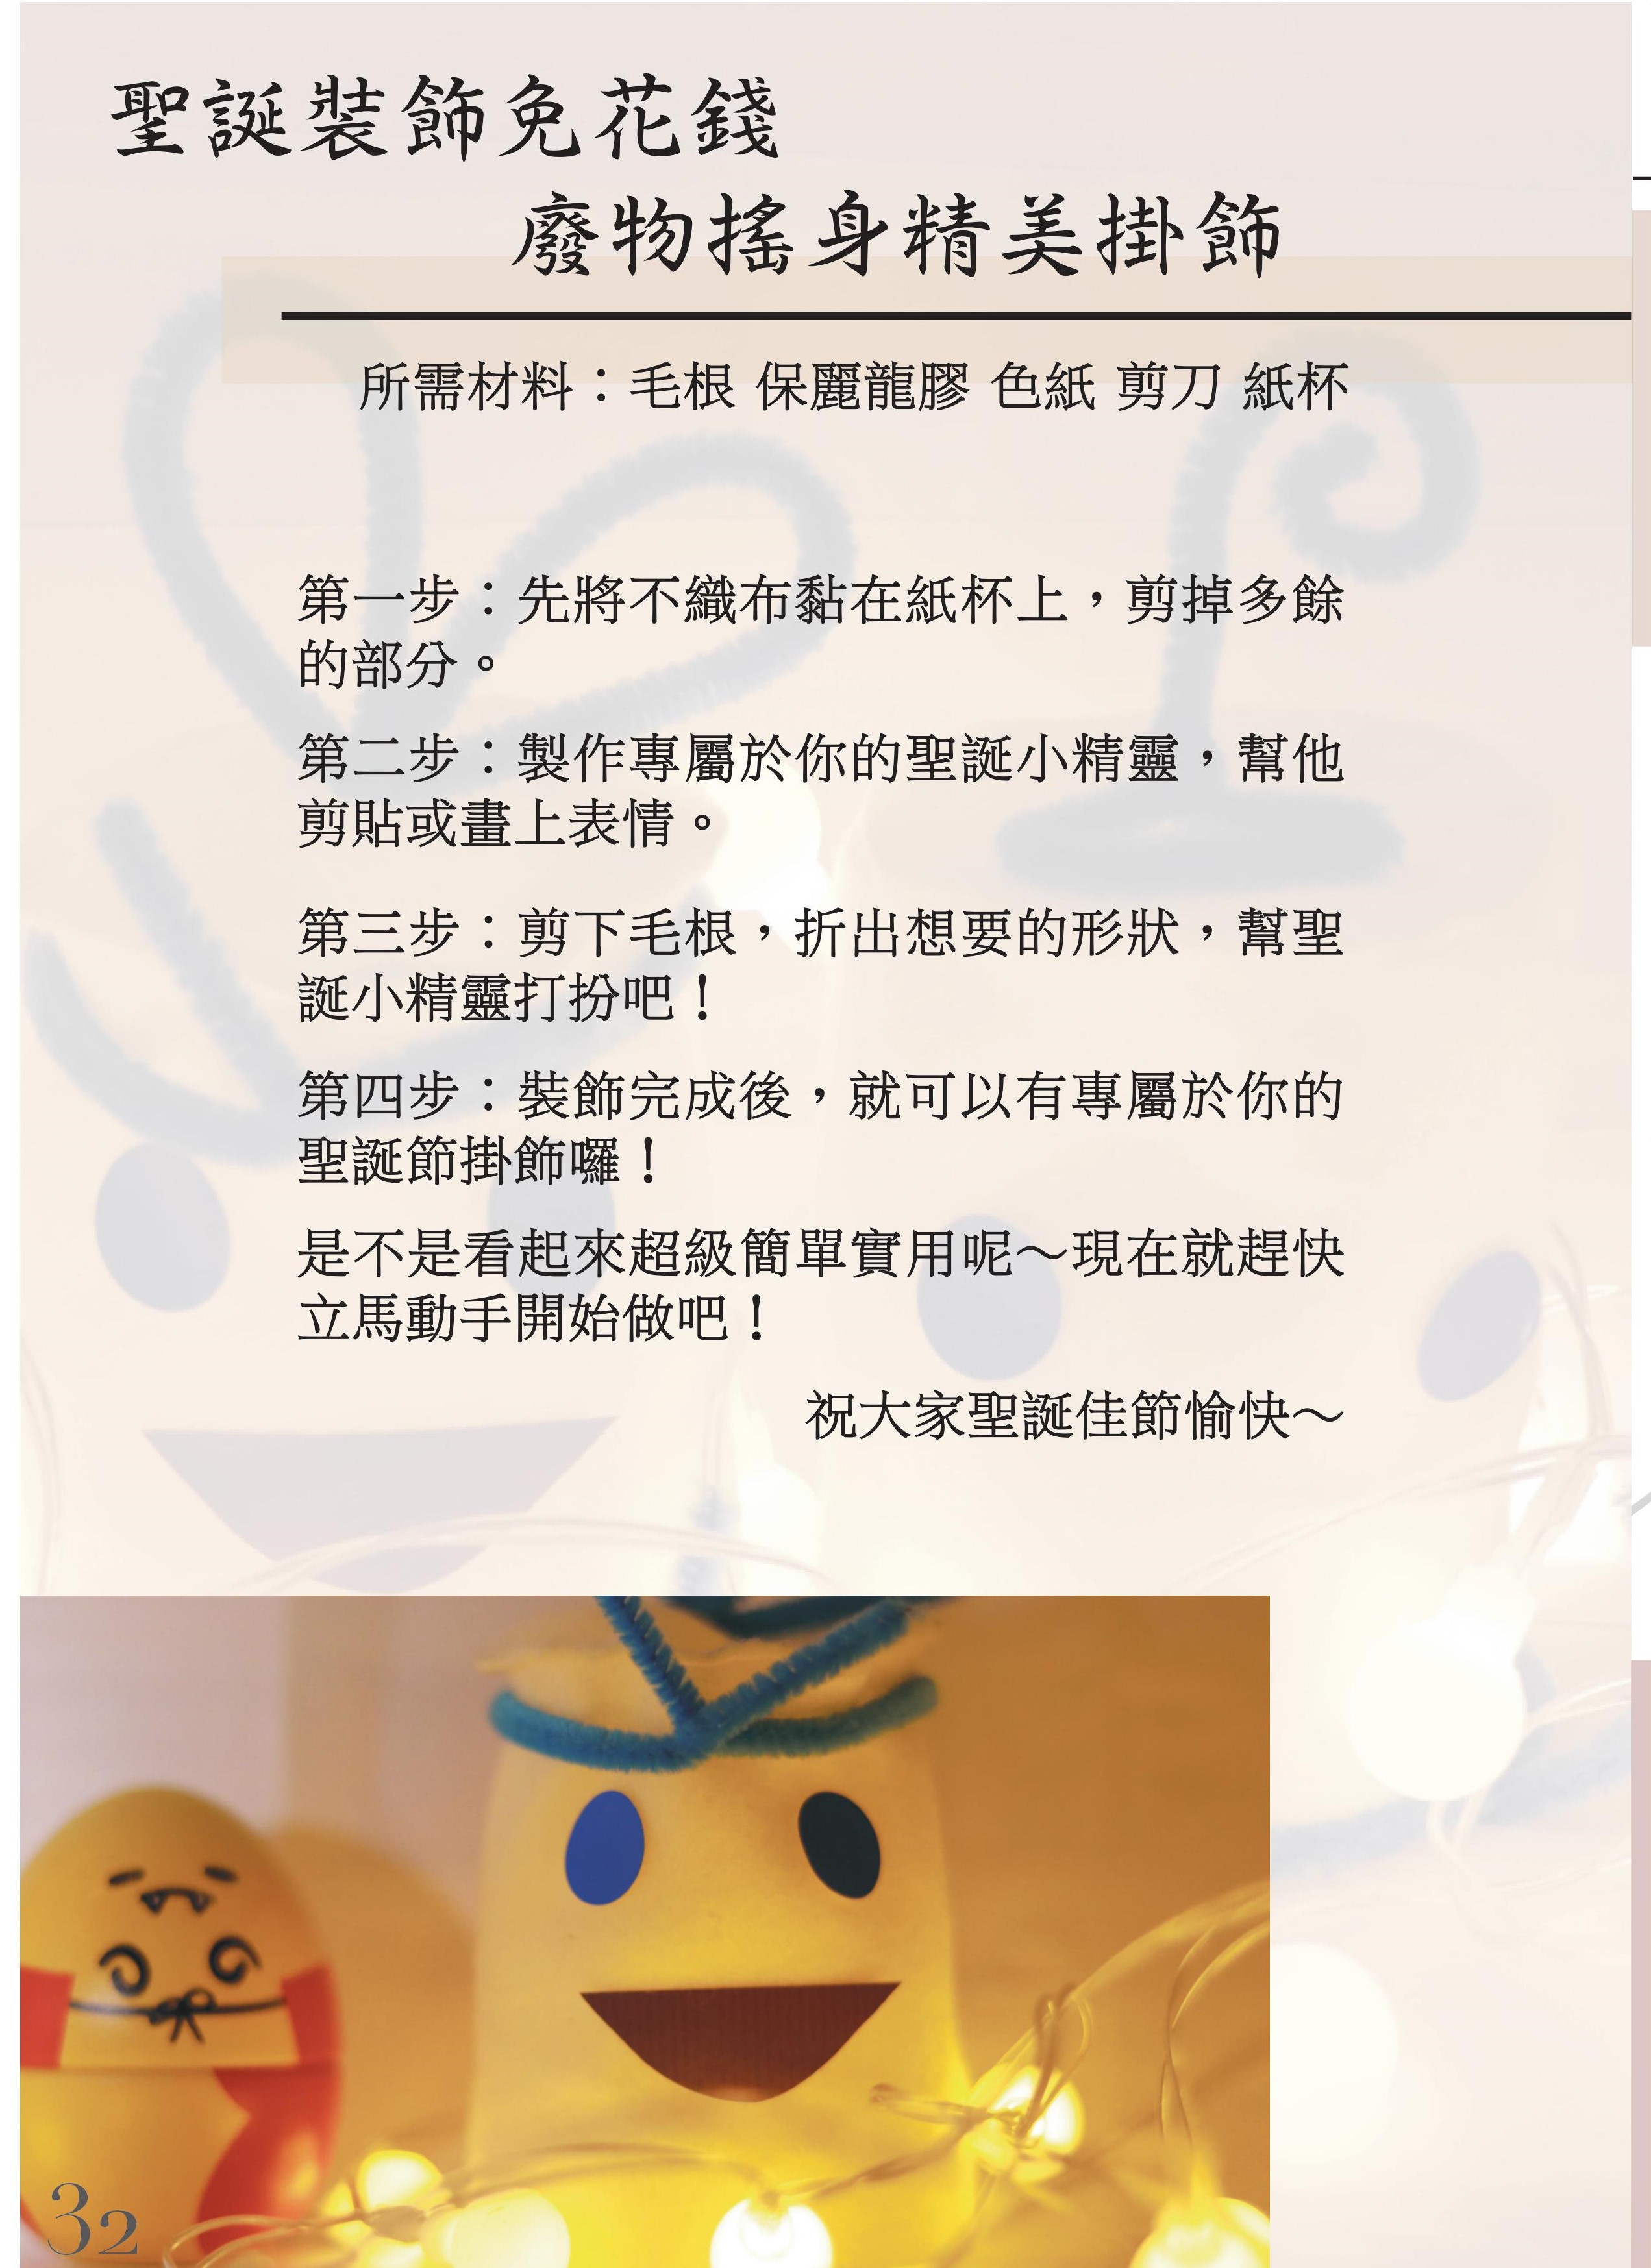 聖誕裝飾免花錢
廢物搖身精美掛飾
所需材料：毛根 保麗龍膠 色紙 剪刀 紙杯
第一步：先將不織布黏在紙杯上，剪掉多餘
的部分。
第二步：製作專屬於你的聖誕小精靈，幫他
剪貼或畫上表情。
第三步：剪下毛根，折出想要的形狀，幫聖
誕小精靈打扮吧！
第四步：裝飾完成後，就可以有專屬於你的
聖誕節掛飾囉！
是不是看起來超級簡單實用呢～現在就趕快
立馬動手開始做吧！
祝大家聖誕佳節愉快～
32